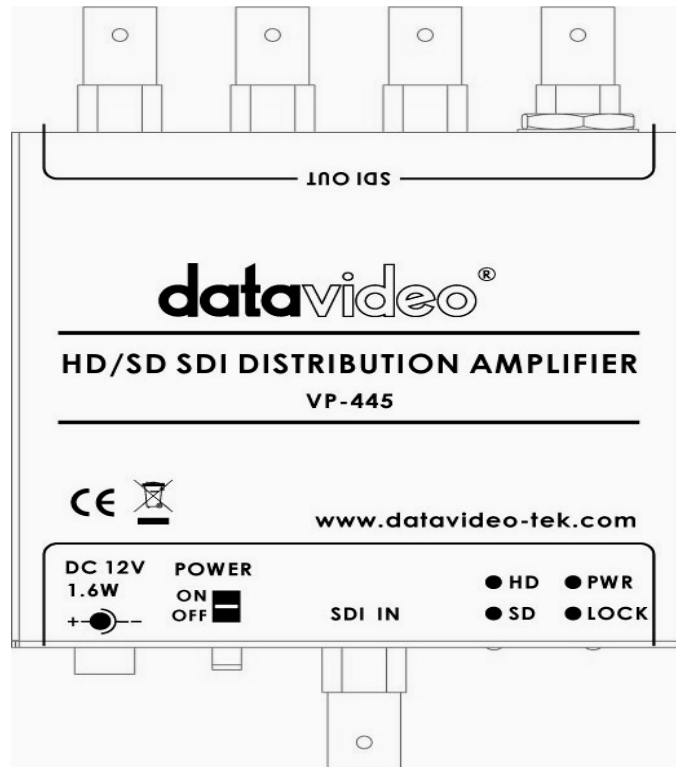 SDI OUT
datavideo®
HD/SD SDI DISTRIBUTION AMPLIFIER
VP-445
CE
www.datavideo-tek.com
DC 12V
1.6W
+ -
POWER
ON
OFF
SDI IN
HD PWR
SD LOCK